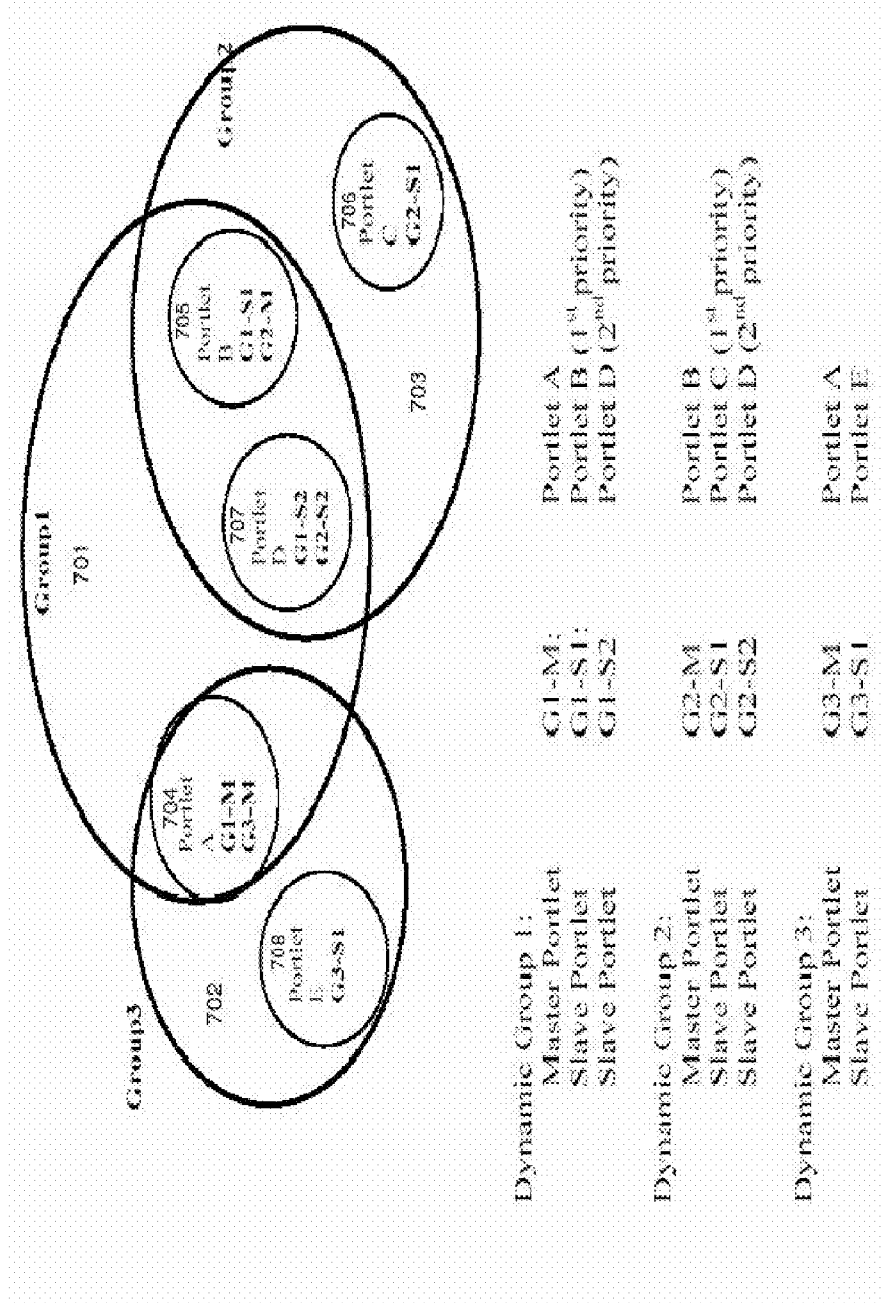 Group3
702
708
Portlet
E
G3-S1
704
Portlet
A
G1-M
G3-M
Group1
701
707
Portlet
D
G1-S2
G2-S2
705
Portlet
B
G1-S1
G2-M
703
Group 2
706
Portlet
C
G2-S1
Dynamic Group 1:
Master Portlet G1-M: Portlet A
Slave Portlet G1-S1: Portlet B (1st priority)
Slave Portlet G1-S2 Portlet D (2nd priority)
Dynamic Group 2:
Master Portlet G2-M Portlet B
Slave Portlet G2-S1 Portlet C (1st priority)
Slave Portlet G2-S2 Portlet D (2nd priority)
Dynamic Group 3:
Master Portlet G3-M Portlet A
Slave Portlet G3-S1 Portlet E